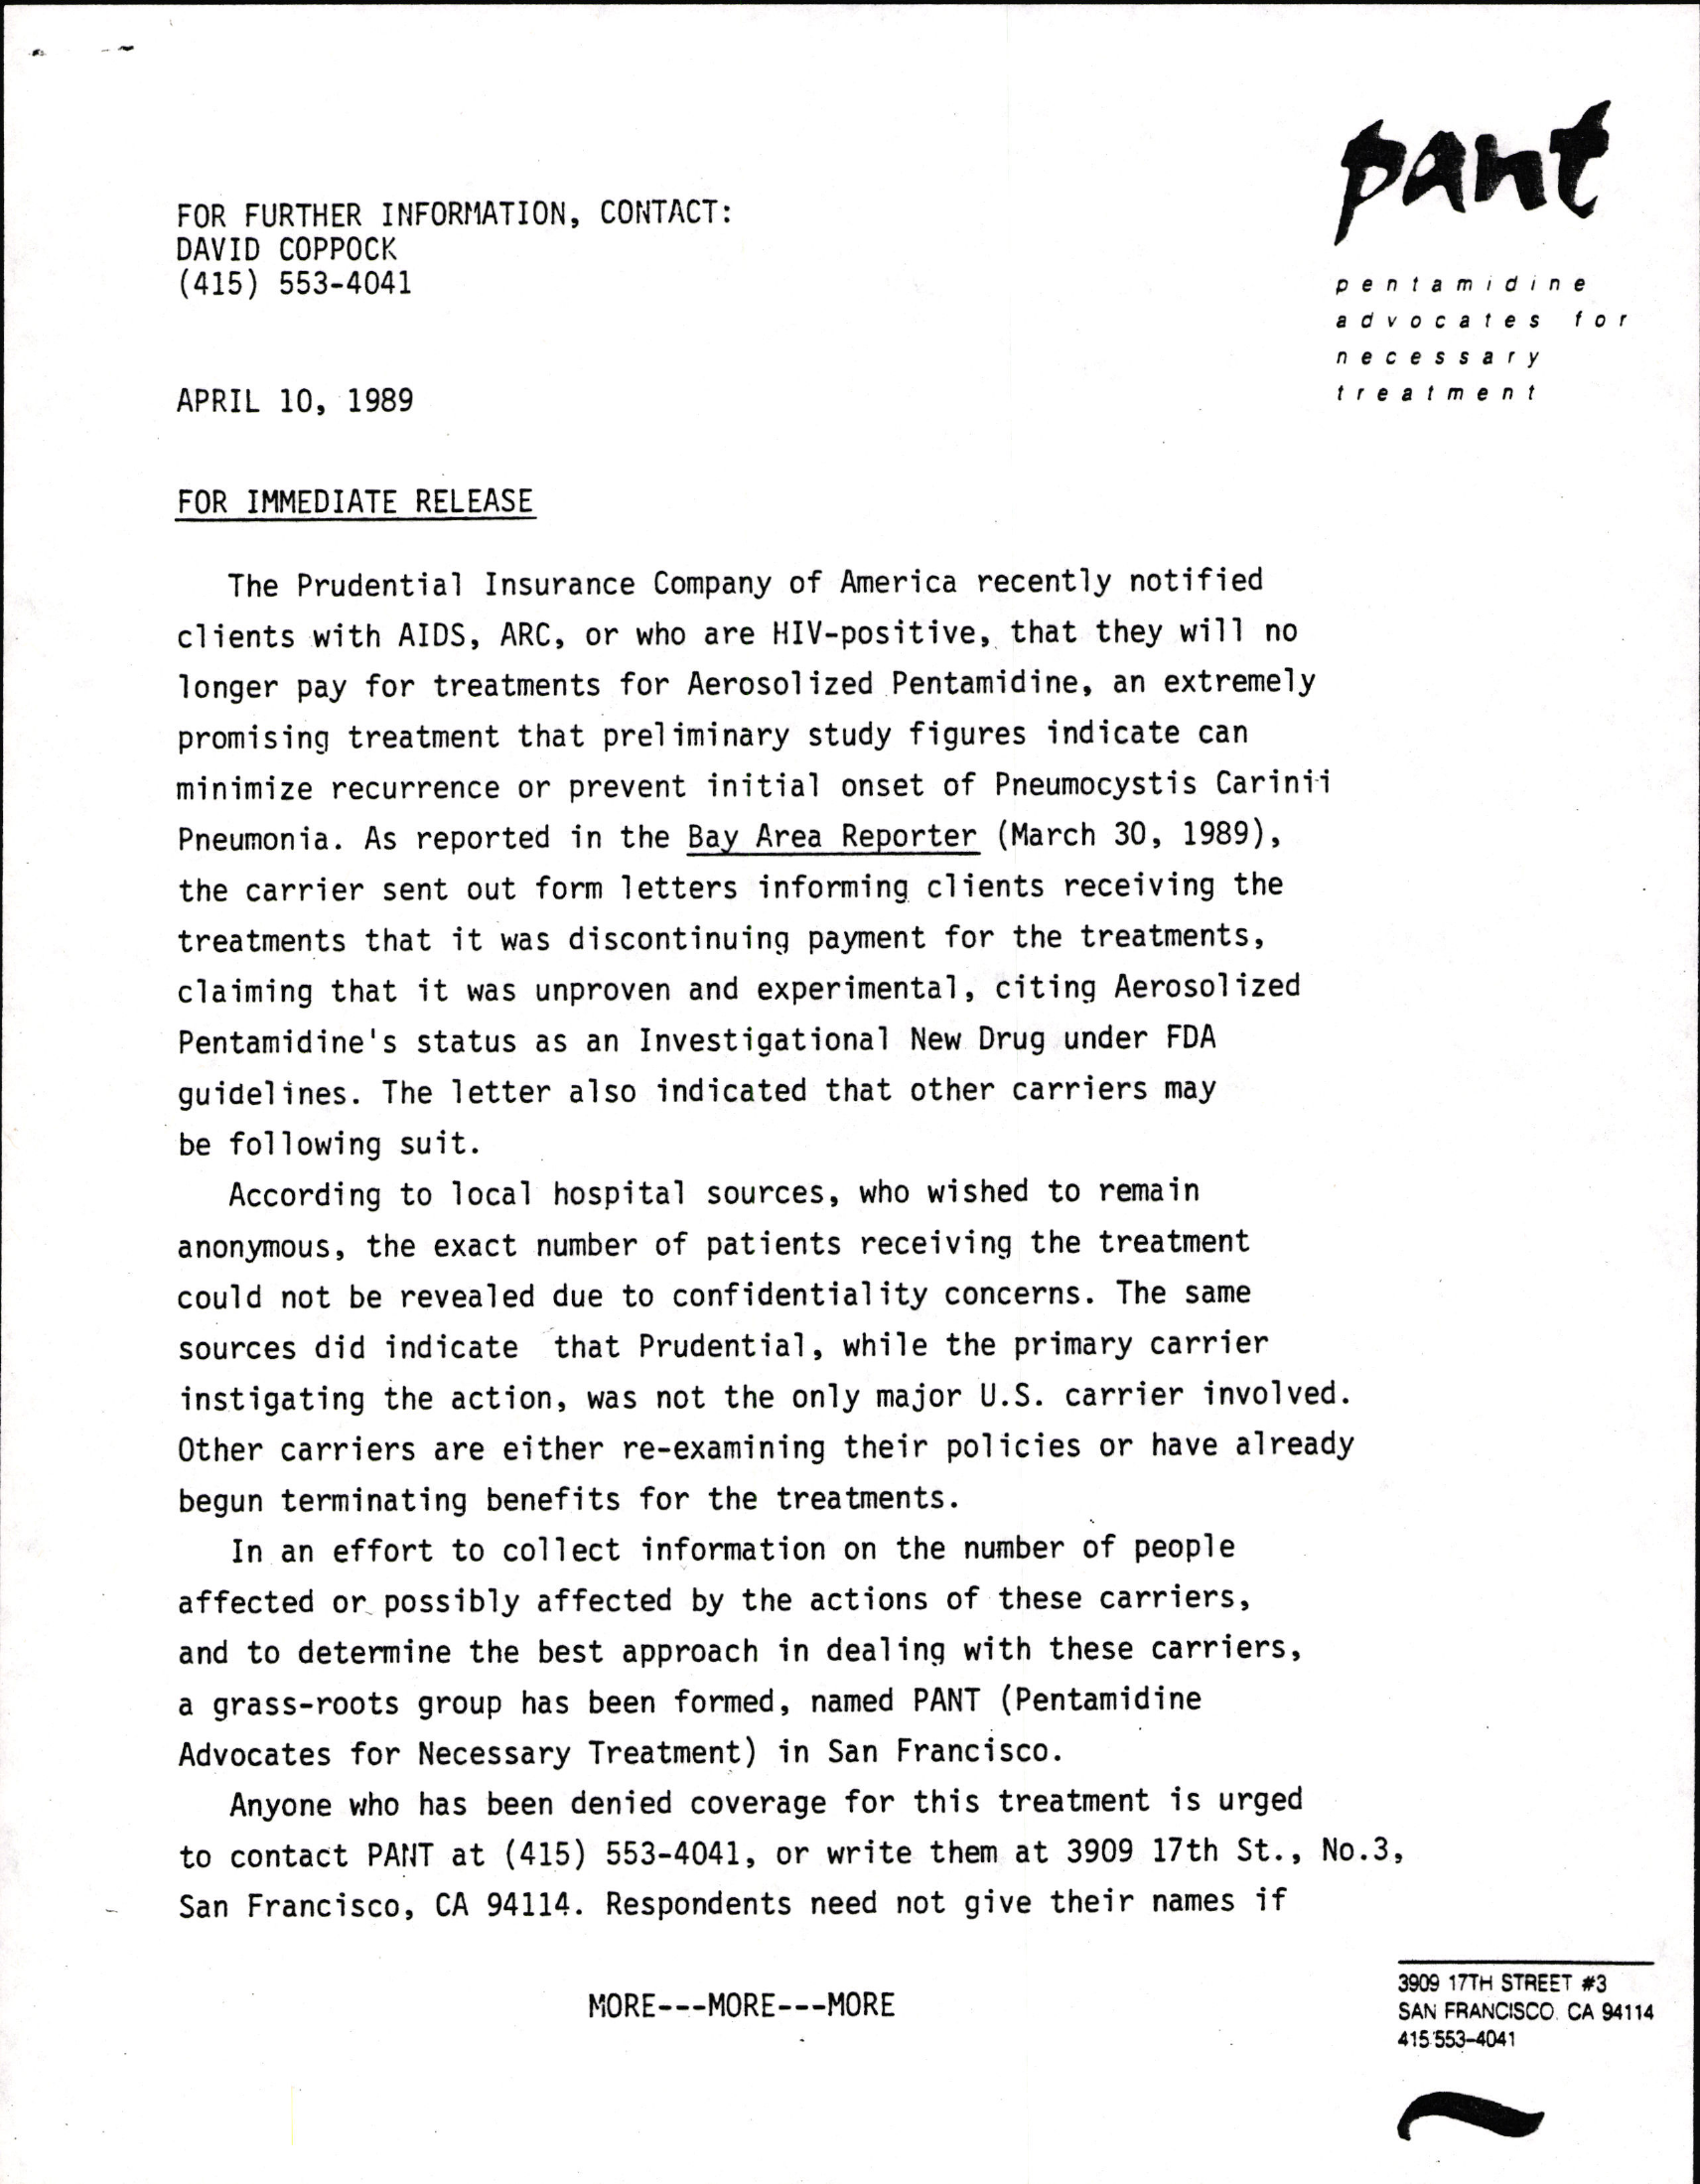 pant
pentamidine
advocates for
necessary
treatment
FOR FURTHER INFORMATION, CONTACT:
DAVID COPPOCK
(415) 553-4041
APRIL 10, 1989
FOR IMMEDIATE RELEASE
The Prudential Insurance Company of America recently notified
clients with AIDS, ARC, or who are HIV-positive, that they will no
longer pay for treatments for Aerosolized Pentamidine, an extremely
promising treatment that preliminary study figures indicate can
minimize recurrence or prevent initial onset of Pneumocystis Carinii
Pneumonia. As reported in the Bay Area Reporter (March 30, 1989),
the carrier sent out form letters informing clients receiving the
treatments that it was discontinuing payment for the treatments,
claiming that it was unproven and experimental, citing Aerosolized
Pentamidine's status as an Investigational New Drug under FDA
guidelines. The letter also indicated that other carriers may
be following suit.
According to local hospital sources, who wished to remain
anonymous, the exact number of patients receiving the treatment
could not be revealed due to confidentiality concerns. The same
sources did indicate that Prudential, while the primary carrier
instigating the action, was not the only major U.S. carrier involved.
Other carriers are either re-examining their policies or have already
begun terminating benefits for the treatments.
In an effort to collect information on the number of people
affected or possibly affected by the actions of these carriers,
and to determine the best approach in dealing with these carriers,
a grass-roots group has been formed, named PANT (Pentamidine
Advocates for Necessary Treatment) in San Francisco.
Anyone who has been denied coverage for this treatment is urged
to contact PANT at (415) 553-4041, or write them at 3909 17th St., No.3,
San Francisco, CA 94114. Respondents need not give their names if
MORE---MORE---MORE
3909 17TH STREET #3
SAN FRANCISCO, CA 94114
415 553-4041